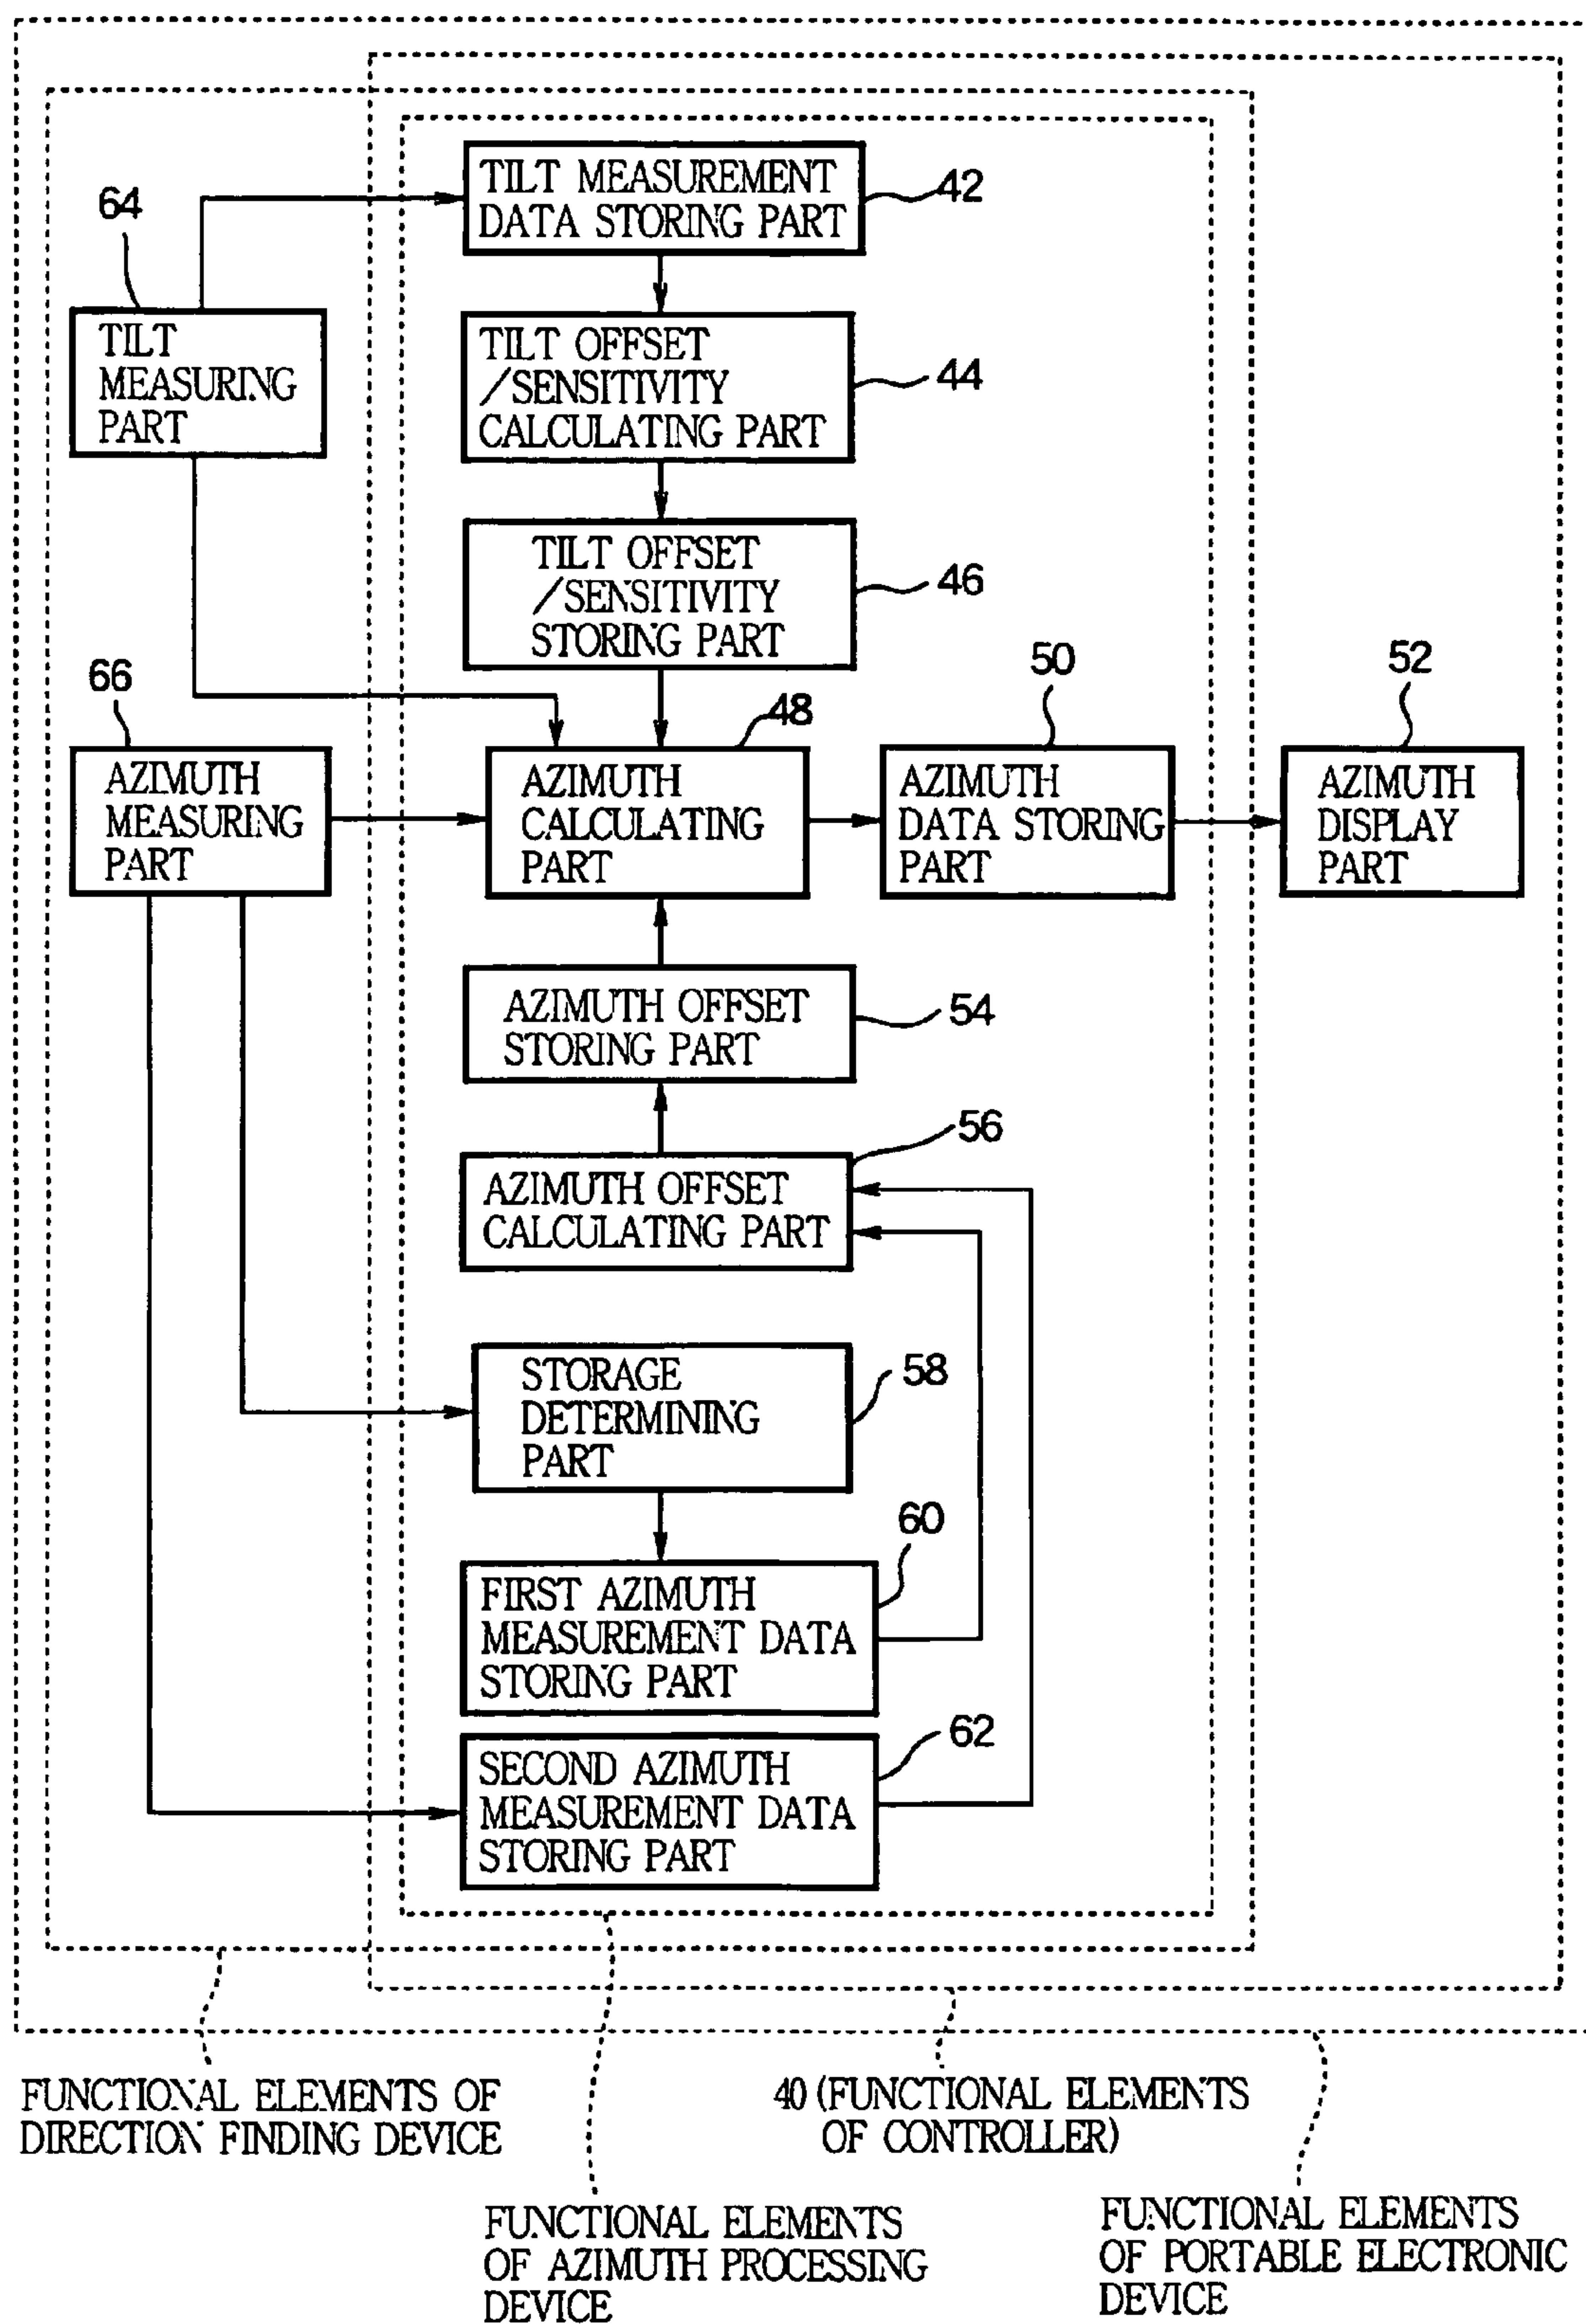 TILT MEASUREMENT
DATA STORING PART
42
64
TILT
MEASURING
PART
TILT OFFSET
/SENSITIVITY
CALCULATING PART
44
TILT OFFSET
/SENSITIVITY
STORING PART
46
66
AZIMUTH
MEASURING
PART
48
AZIMUTH
CALCULATING
PART
50
AZIMUTH
DATA STORING
PART
52
AZIMUTH
DISPLAY
PART
AZIMUTH OFFSET
STORING PART
54
56
AZIMUTH OFFSET
CALCULATING PART
STORAGE
DETERMINING
PART
58
60
FIRST AZIMUTH
MEASUREMENT DATA
STORING PART
62
SECOND AZIMUTH
MEASUREMENT DATA
STORING PART
FUNCTIONAL ELEMENTS OF
DIRECTION FINDING DEVICE
40 (FUNCTIONAL ELEMENTS
OF CONTROLLER)
FUNCTIONAL ELEMENTS
OF AZIMUTH PROCESSING
DEVICE
FUNCTIONAL ELEMENTS
OF PORTABLE ELECTRONIC
DEVICE